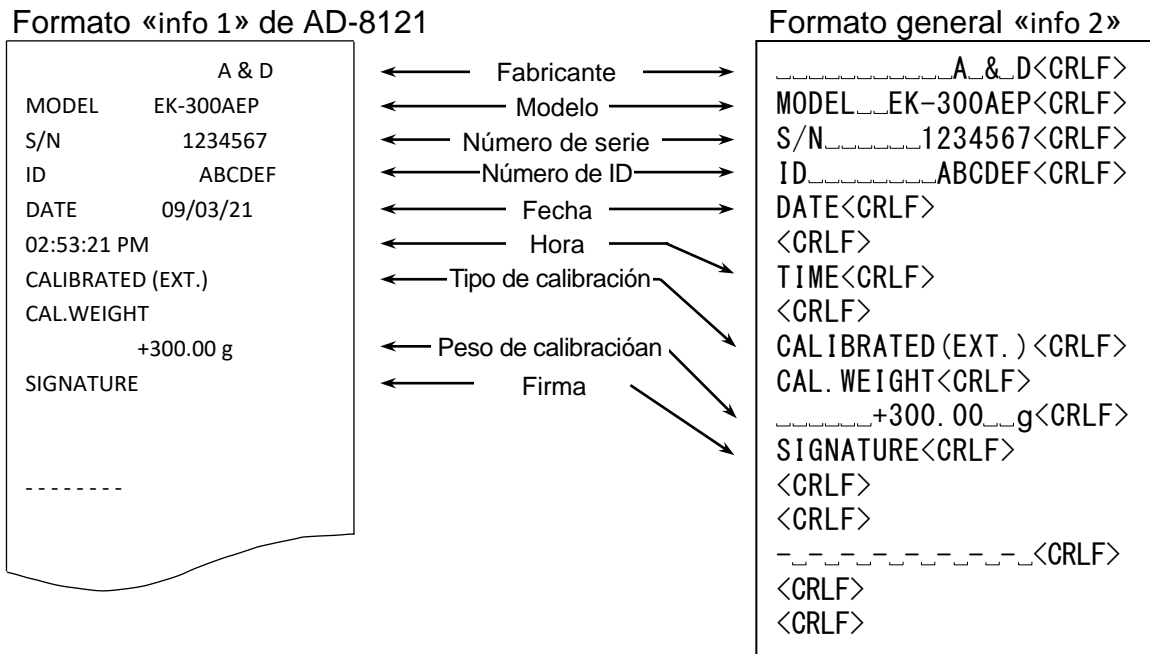 Formato «info 1» de AD-8121
A & D
MODEL EK-300AEP
S/N 1234567
ID ABCDEF
DATE 09/03/21
02:53:21 PM
CALIBRATED (EXT.)
CAL.WEIGHT
+300.00 g
SIGNATURE
- - - - - - - -
Fabricante
Modelo
Número de serie
Número de ID
Fecha
Hora
Tipo de calibración
Peso de calibracióan
Firma
Formato general «info 2»
␣␣␣␣␣␣␣␣␣␣␣A␣&␣D<CRLF>
MODEL␣␣EK-300AEP<CRLF>
S/N␣␣␣␣␣␣1234567<CRLF>
ID␣␣␣␣␣␣␣␣ABCDEF<CRLF>
DATE<CRLF>
<CRLF>
TIME<CRLF>
<CRLF>
CALIBRATED(EXT.)<CRLF>
CAL.WEIGHT<CRLF>
␣␣␣␣␣␣+300.00␣␣g<CRLF>
SIGNATURE<CRLF>
<CRLF>
<CRLF>
-␣-␣-␣-␣-␣-␣-␣-␣<CRLF>
<CRLF>
<CRLF>